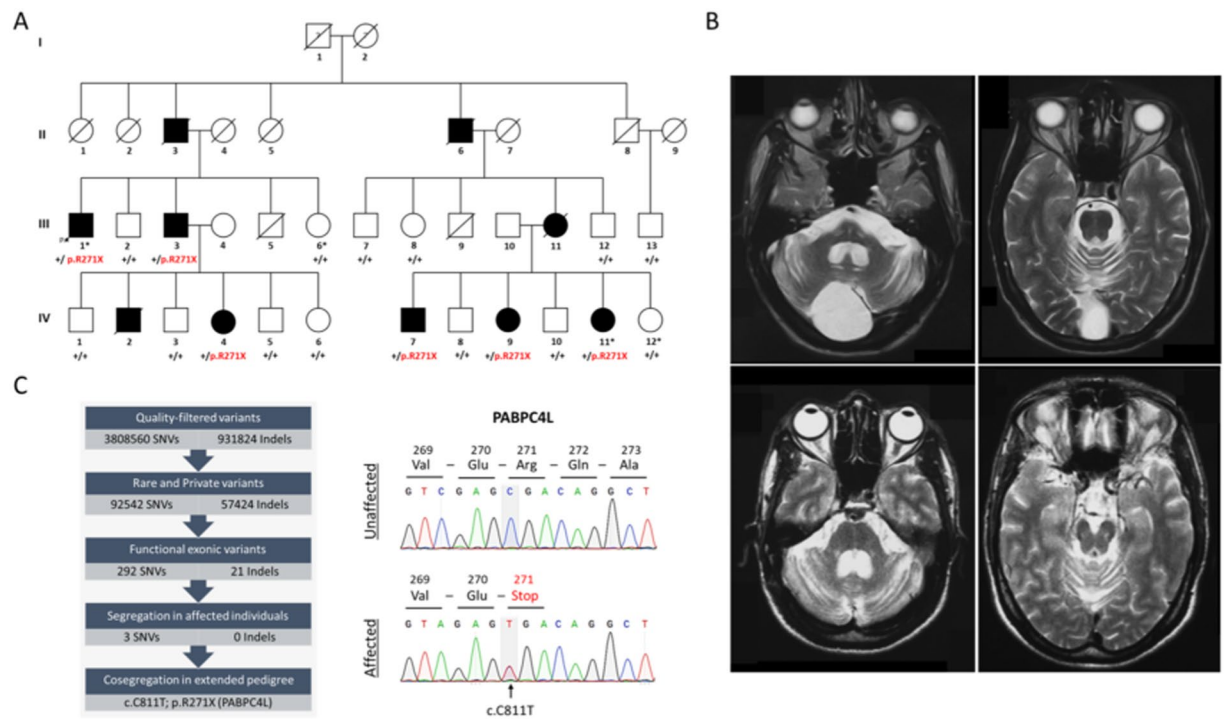 A
B
I
1 2
II
1 2 3 4 5 6 7 8 9
III
1* 2 3 4 5 6* 7 8 9 10 11 12 13
+/p.R271X +/+ +/p.R271X +/+ +/+ +/+ +/+ +/+
IV
1 2 3 4 5 6 7 8 9 10 11* 12*
+/+ +/+ +/p.R271X +/+ +/+ +/p.R271X +/+ +/p.R271X +/+ +/p.R271X +/+
C
Quality-filtered variants
3808560 SNVs 931824 Indels
Rare and Private variants
92542 SNVs 57424 Indels
Functional exonic variants
292 SNVs 21 Indels
Segregation in affected individuals
3 SNVs 0 Indels
Cosegregation in extended pedigree
c.C811T; p.R271X (PABPC4L)
PABPC4L
Unaffected
269 270 271 272 273
Val – Glu – Arg – Gln – Ala
G T C G A G C G A C A G G C T
Affected
269 270 271
Val – Glu – Stop
G T A G A G T G A C A G G C T
c.C811T